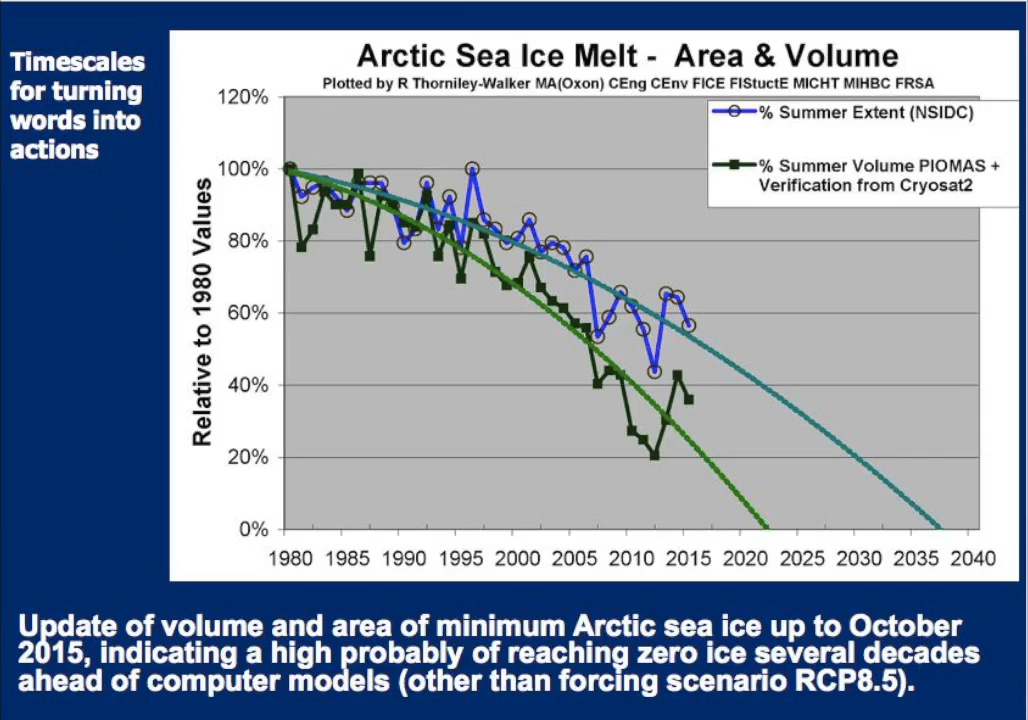 Timescales
for turning
words into
actions
Arctic Sea Ice Melt - Area & Volume
Plotted by R Thorniley-Walker MA(Oxon) CEng CEnv FICE FIStuctE MICHT MIHBC FRSA
% Summer Extent (NSIDC)
% Summer Volume PIOMAS +
Verification from Cryosat2
Relative to 1980 Values
120%
100%
80%
60%
40%
20%
0%
1980 1985 1990 1995 2000 2005 2010 2015 2020 2025 2030 2035 2040
Update of volume and area of minimum Arctic sea ice up to October
2015, indicating a high probably of reaching zero ice several decades
ahead of computer models (other than forcing scenario RCP8.5).